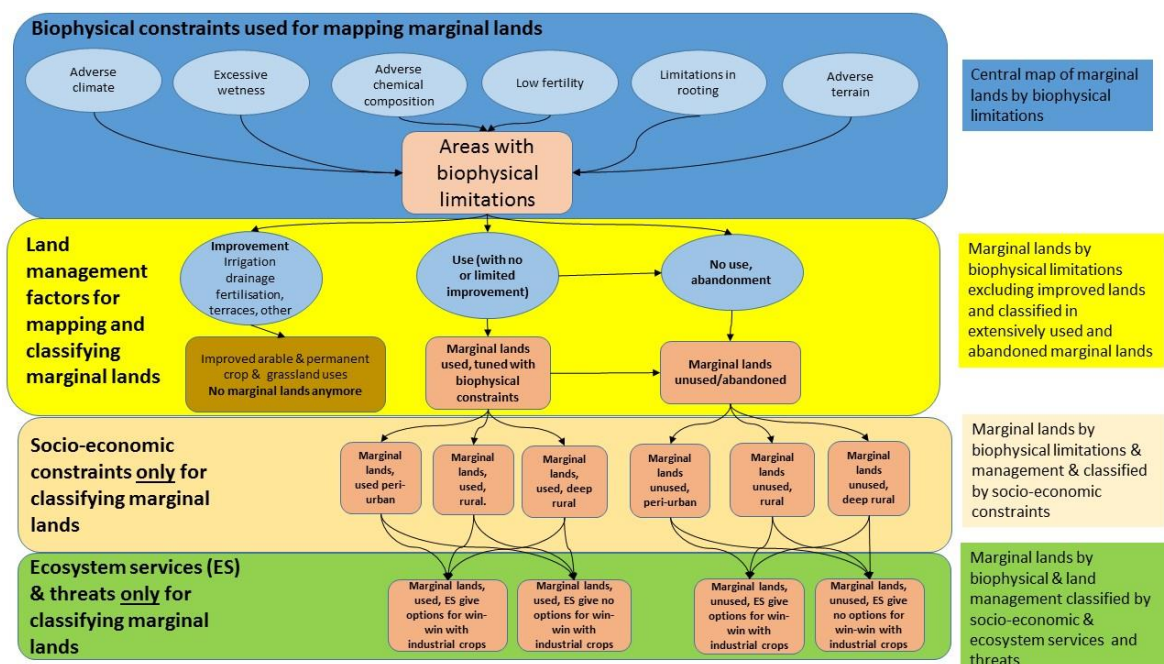 Biophysical constraints used for mapping marginal lands
Adverse
climate
Excessive
wetness
Adverse
chemical
composition
Low fertility
Limitations in
rooting
Adverse
terrain
Areas with
biophysical
limitations
Central map of marginal
lands by biophysical
limitations
Land
management
factors for
mapping and
classifying
marginal lands
Improvement
Irrigation
drainage
fertilisation,
terraces, other
Use (with no
or limited
improvement)
No use,
abandonment
Improved arable & permanent
crop & grassland uses
No marginal lands anymore
Marginal lands
used, tuned with
biophysical
constraints
Marginal lands
unused/abandoned
Marginal lands by
biophysical limitations
excluding improved lands
and classified in
extensively used and
abandoned marginal lands
Socio-economic
constraints only for
classifying marginal
lands
Marginal
lands,
used peri-
urban
Marginal
lands,
used,
rural.
Marginal
lands,
used, deep
rural
Marginal
lands
unused,
peri-urban
Marginal
lands
unused,
rural
Marginal
lands
unused,
deep rural
Marginal lands by
biophysical limitations &
management & classified
by socio-economic
constraints
Ecosystem services (ES)
& threats only for
classifying marginal
lands
Marginal lands,
used, ES give
options for win-
win with
industrial crops
Marginal lands,
used, ES give no
options for win-
win with
industrial crops
Marginal lands,
unused, ES give
options for win-
win with
industrial crops
Marginal lands,
unused, ES give
no options for
win-win with
industrial crops
Marginal lands by
biophysical & land
management classified by
socio-economic &
ecosystem services and
threats